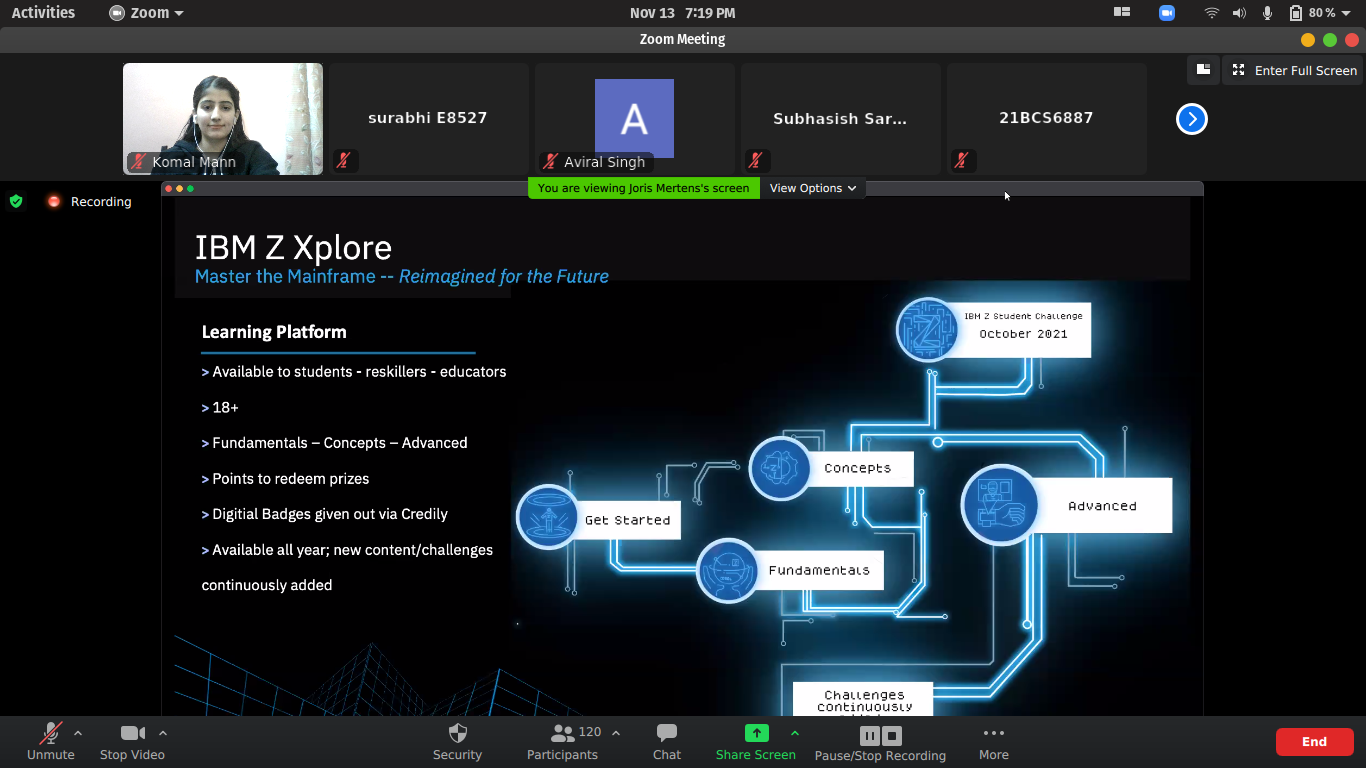 Activities
Zoom
Nov 13 7:19 PM
80 %
Zoom Meeting
Enter Full Screen
Komal Mann
surabhi E8527
A
Aviral Singh
Subhasish Sar...
21BCS6887
You are viewing Joris Mertens's screen
View Options
Recording
IBM Z Xplore
Master the Mainframe -- Reimagined for the Future
Learning Platform
> Available to students - reskillers - educators
> 18+
> Fundamentals – Concepts – Advanced
> Points to redeem prizes
> Digitial Badges given out via Credily
> Available all year; new content/challenges
continuously added
IBM Z Student Challenge
October 2021
Concepts
Advanced
Get Started
Fundamentals
Challenges
continuously
Unmute
Stop Video
Security
120
Participants
Chat
Share Screen
Pause/Stop Recording
More
End